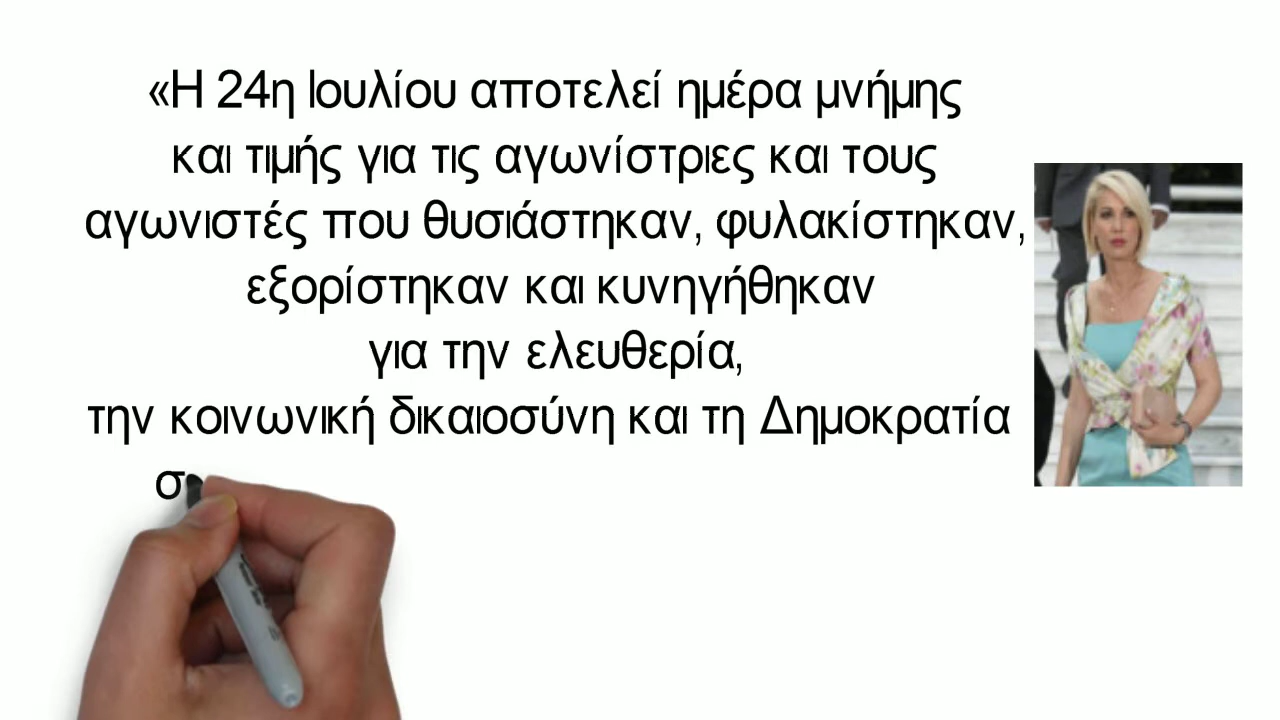 «Η 24η Ιουλίου αποτελεί ημέρα μνήμης
και τιμής για τις αγωνίστριες και τους
αγωνιστές που θυσιάστηκαν, φυλακίστηκαν,
εξορίστηκαν και κυνηγήθηκαν
για την ελευθερία,
την κοινωνική δικαιοσύνη και τη Δημοκρατία